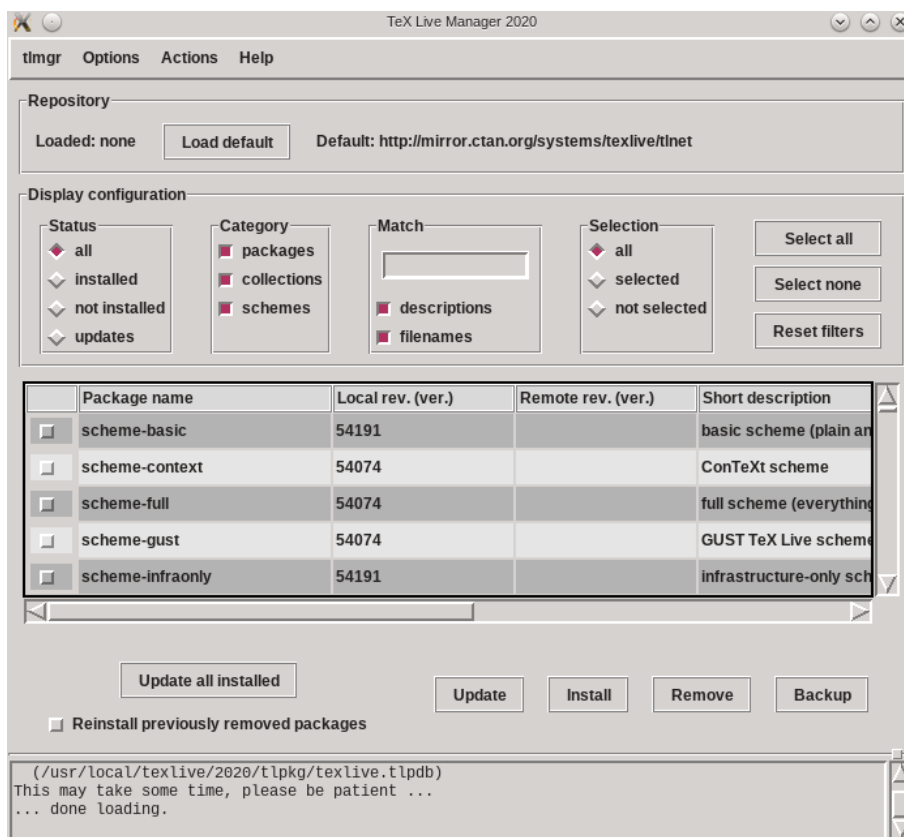 TeX Live Manager 2020
tlmgr Options Actions Help
Repository
Loaded: none Load default Default: http://mirror.ctan.org/systems/texlive/tlnet
Display configuration
Status
all
installed
not installed
updates
Category
packages
collections
schemes
Match
descriptions
filenames
Selection
all
selected
not selected
Select all
Select none
Reset filters
Package name Local rev. (ver.) Remote rev. (ver.) Short description
scheme-basic 54191 basic scheme (plain an
scheme-context 54074 ConTeXt scheme
scheme-full 54074 full scheme (everything
scheme-gust 54074 GUST TeX Live scheme
scheme-infraonly 54191 infrastructure-only sch
Update all installed
Reinstall previously removed packages
Update Install Remove Backup
(/usr/local/texlive/2020/tlpkg/texlive.tlpdb)
This may take some time, please be patient ...
... done loading.